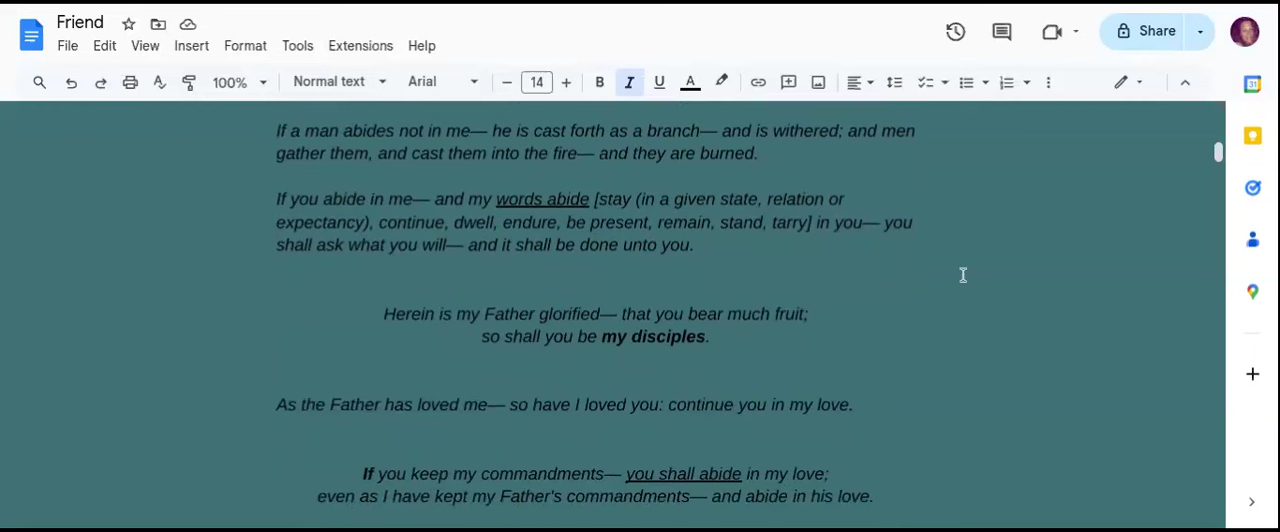 Friend
File Edit View Insert Format Tools Extensions Help
Share
100% Normal text Arial 14 B I U A
31
If a man abides not in me— he is cast forth as a branch— and is withered; and men
gather them, and cast them into the fire— and they are burned.
If you abide in me— and my words abide [stay (in a given state, relation or
expectancy), continue, dwell, endure, be present, remain, stand, tarry] in you— you
shall ask what you will— and it shall be done unto you.
Herein is my Father glorified— that you bear much fruit;
so shall you be my disciples.
As the Father has loved me— so have I loved you: continue you in my love.
If you keep my commandments— you shall abide in my love;
even as I have kept my Father's commandments— and abide in his love.